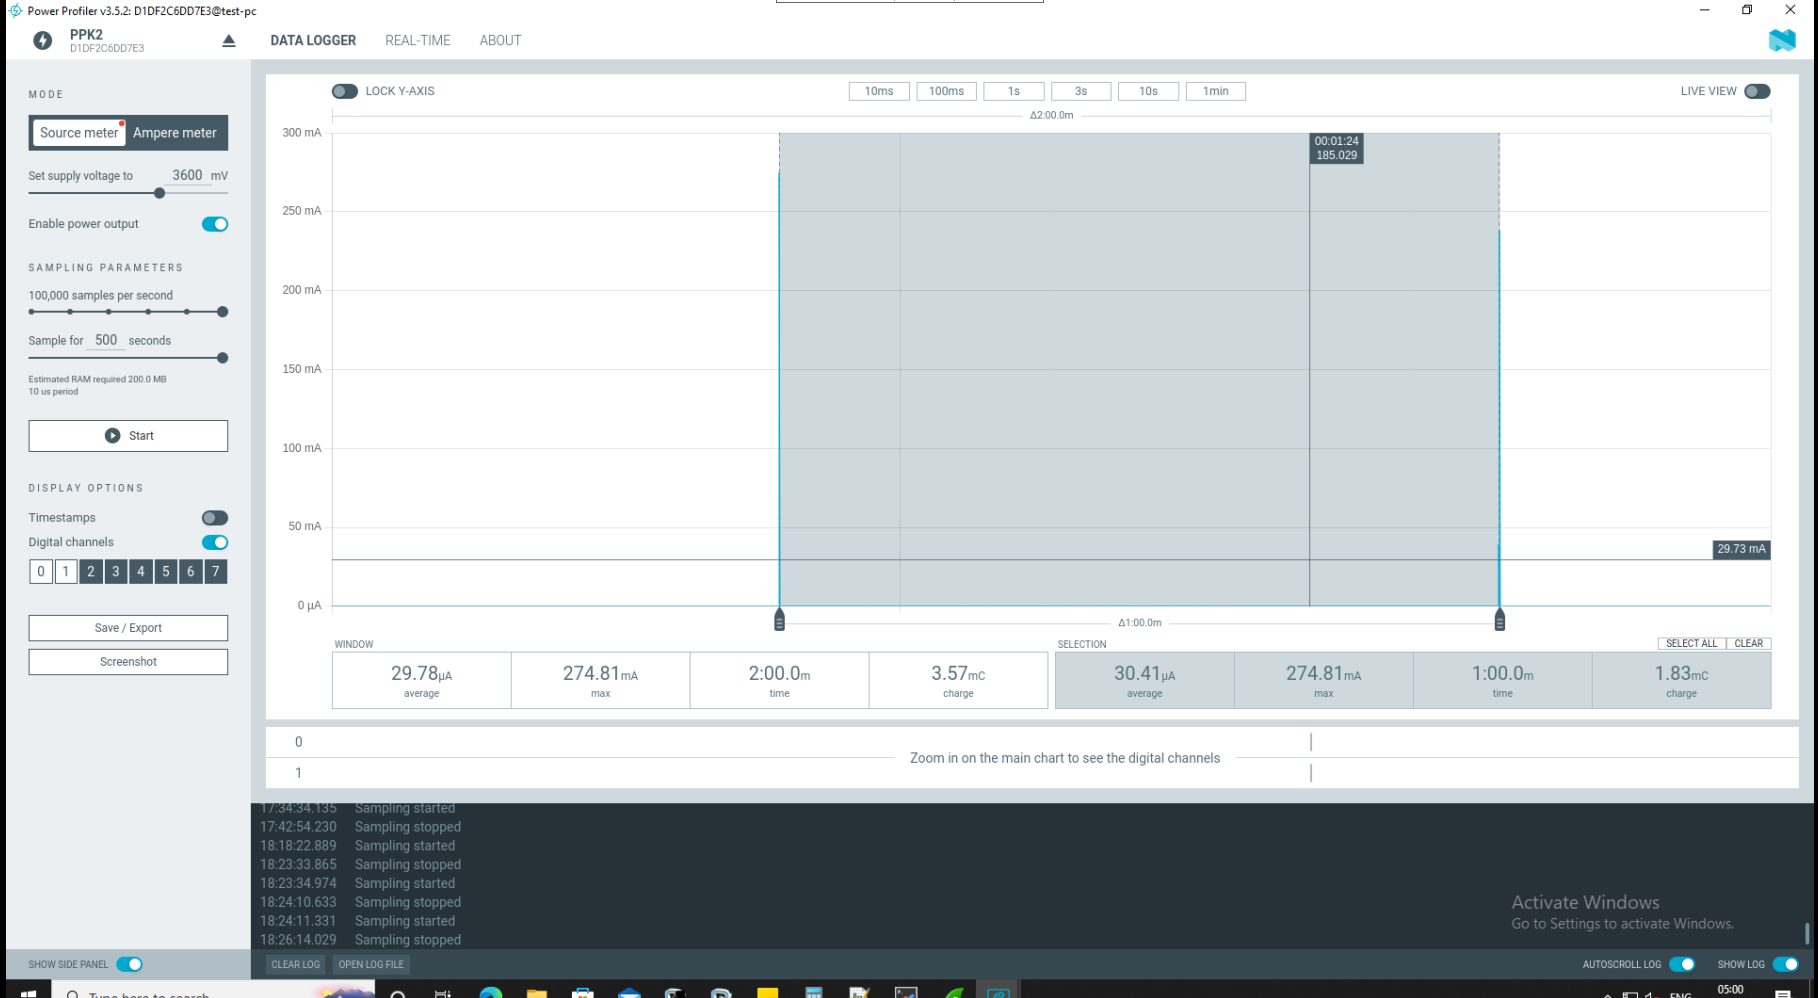 Power Profiler v3.5.2: D1DF2C6DD7E3@test-pc
PPK2
D1DF2C6DD7E3
DATA LOGGER REAL-TIME ABOUT
MODE
Source meter Ampere meter
Set supply voltage to 3600 mV
Enable power output
SAMPLING PARAMETERS
100,000 samples per second
Sample for 500 seconds
Estimated RAM required 200.0 MB
10 us period
Start
DISPLAY OPTIONS
Timestamps
Digital channels
0 1 2 3 4 5 6 7
Save / Export
Screenshot
SHOW SIDE PANEL
LOCK Y-AXIS 10ms 100ms 1s 3s 10s 1min LIVE VIEW
Δ2:00.0m
300 mA
00:01:24
185.029
250 mA
200 mA
150 mA
100 mA
50 mA
29.73 mA
0 µA
Δ1:00.0m
WINDOW SELECTION SELECT ALL CLEAR
29.78µA 274.81mA 2:00.0m 3.57mC 30.41µA 274.81mA 1:00.0m 1.83mC
average max time charge average max time charge
0
Zoom in on the main chart to see the digital channels
1
17:34:34.135 Sampling started
17:42:54.230 Sampling stopped
18:18:22.889 Sampling started
18:23:33.865 Sampling stopped
18:23:34.974 Sampling started
18:24:10.633 Sampling stopped
18:24:11.331 Sampling started
18:26:14.029 Sampling stopped
Activate Windows
Go to Settings to activate Windows.
CLEAR LOG OPEN LOG FILE AUTOSCROLL LOG SHOW LOG
Type here to search
ENG
05:00